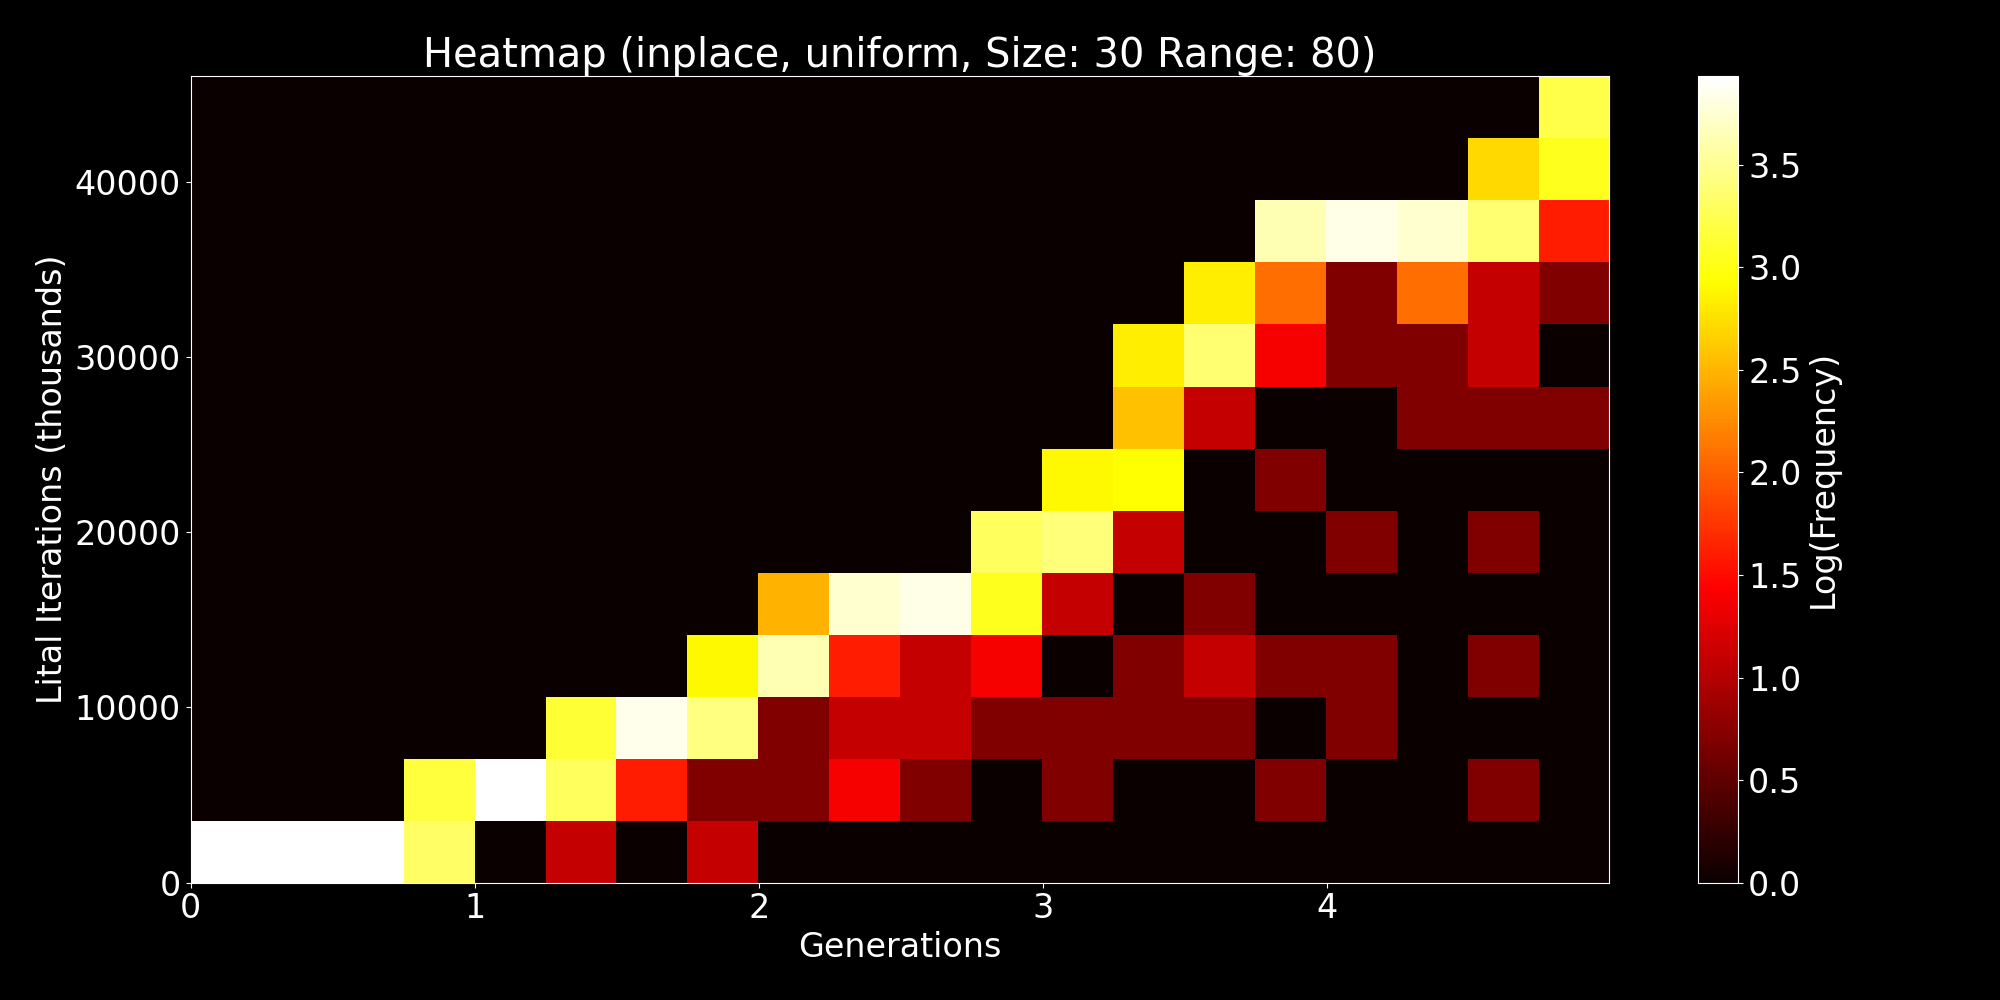 Heatmap (inplace, uniform, Size: 30 Range: 80)
Lital Iterations (thousands)
40000
30000
20000
10000
0
0 1 2 3 4
Generations
3.5
3.0
2.5
2.0
1.5
1.0
0.5
0.0
Log(Frequency)